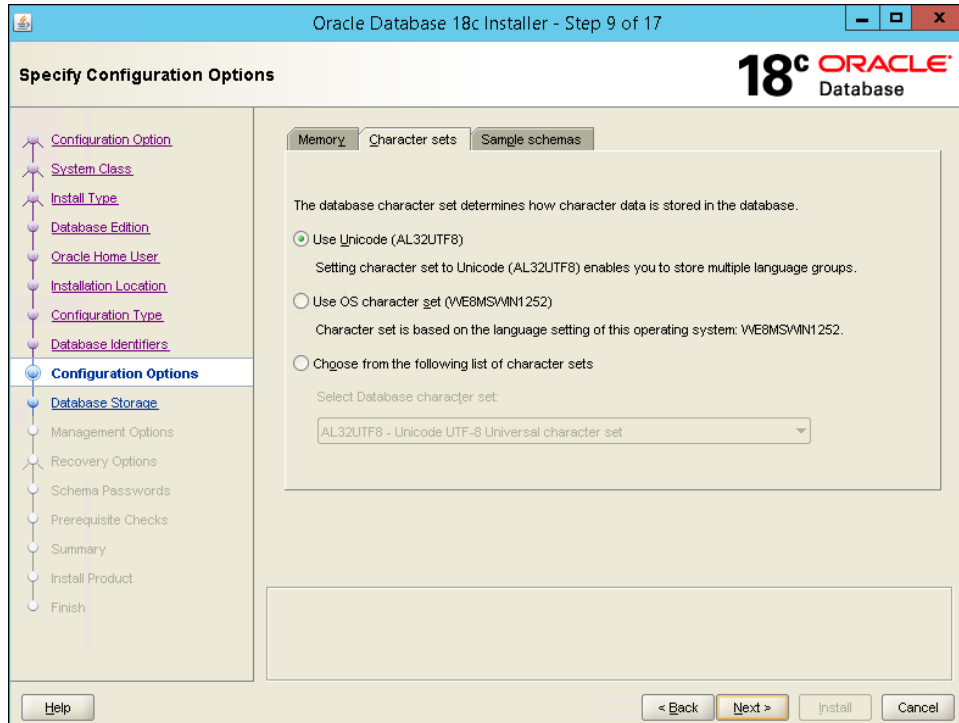 Oracle Database 18c Installer - Step 9 of 17
Specify Configuration Options
18c ORACLE
Database
Configuration Option
System Class
Install Type
Database Edition
Oracle Home User
Installation Location
Configuration Type
Database Identifiers
Configuration Options
Database Storage
Management Options
Recovery Options
Schema Passwords
Prerequisite Checks
Summary
Install Product
Finish
Memory Character sets Sample schemas
The database character set determines how character data is stored in the database.
Use Unicode (AL32UTF8)
Setting character set to Unicode (AL32UTF8) enables you to store multiple language groups.
Use OS character set (WE8MSWIN1252)
Character set is based on the language setting of this operating system: WE8MSWIN1252.
Choose from the following list of character sets
Select Database character set:
AL32UTF8 - Unicode UTF-8 Universal character set
Help < Back Next > Install Cancel